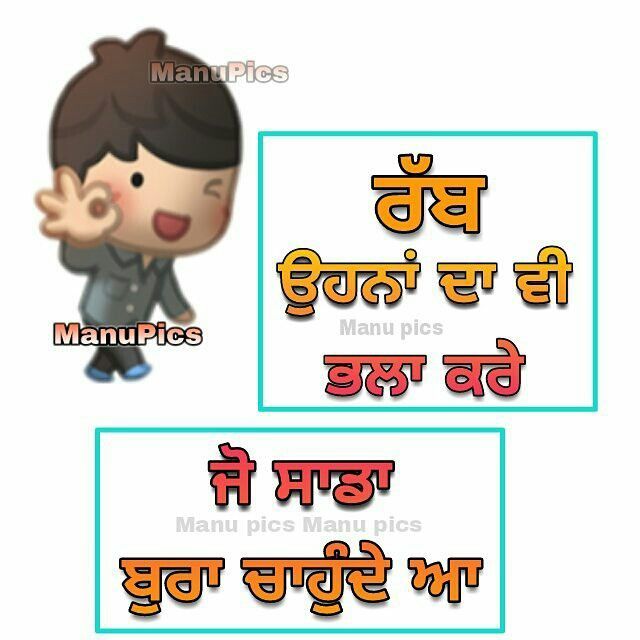 ManuPics
ਰੱਬ
ਉਹਨਾਂ ਦਾ ਵੀ
Manu pics
ManuPics
ਭਲਾ ਕਰੇ
ਜੋ ਸਾਡਾ
Manu pics Manu pics
ਬੁਰਾ ਚਾਹੁੰਦੇ ਆ